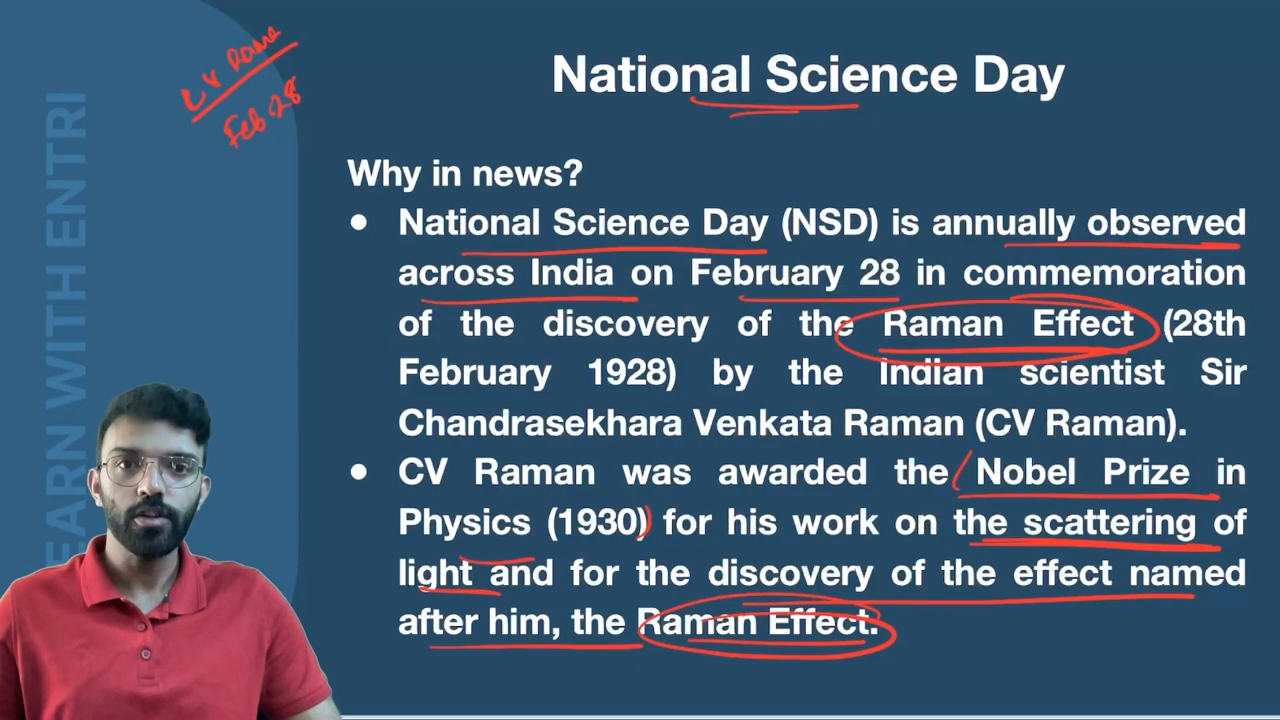 CV Raman
Feb 28
National Science Day
EARN WITH ENTRI
Why in news?
● National Science Day (NSD) is annually observed
across India on February 28 in commemoration
of the discovery of the Raman Effect (28th
February 1928) by the Indian scientist Sir
Chandrasekhara Venkata Raman (CV Raman).
● CV Raman was awarded the Nobel Prize in
Physics (1930) for his work on the scattering of
light and for the discovery of the effect named
after him, the Raman Effect.